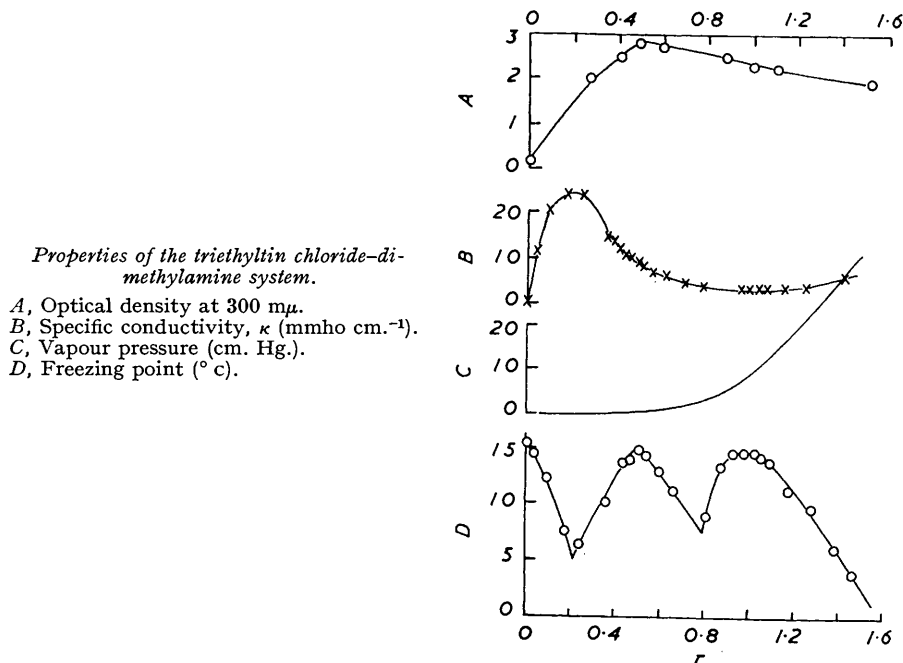 0 0.4 0.8 1.2 1.6
3
2
A
1
0
20
B 10
0
20
C 10
0
15
10
D
5
0
0 0.4 0.8 1.2 1.6
r
Properties of the triethyltin chloride–di-
methylamine system.
A, Optical density at 300 mμ.
B, Specific conductivity, κ (mmho cm.⁻¹).
C, Vapour pressure (cm. Hg.).
D, Freezing point (° c).